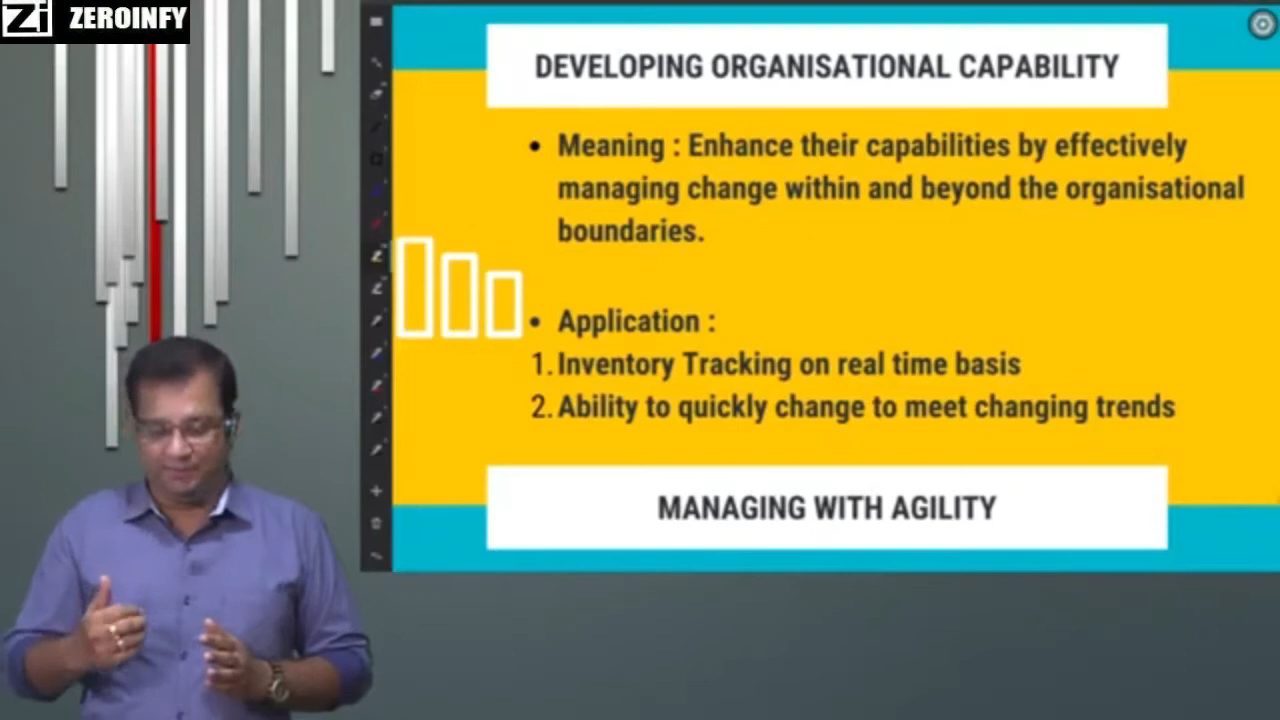 Zi ZEROINFY
DEVELOPING ORGANISATIONAL CAPABILITY
• Meaning : Enhance their capabilities by effectively
managing change within and beyond the organisational
boundaries.
• Application :
1. Inventory Tracking on real time basis
2. Ability to quickly change to meet changing trends
MANAGING WITH AGILITY